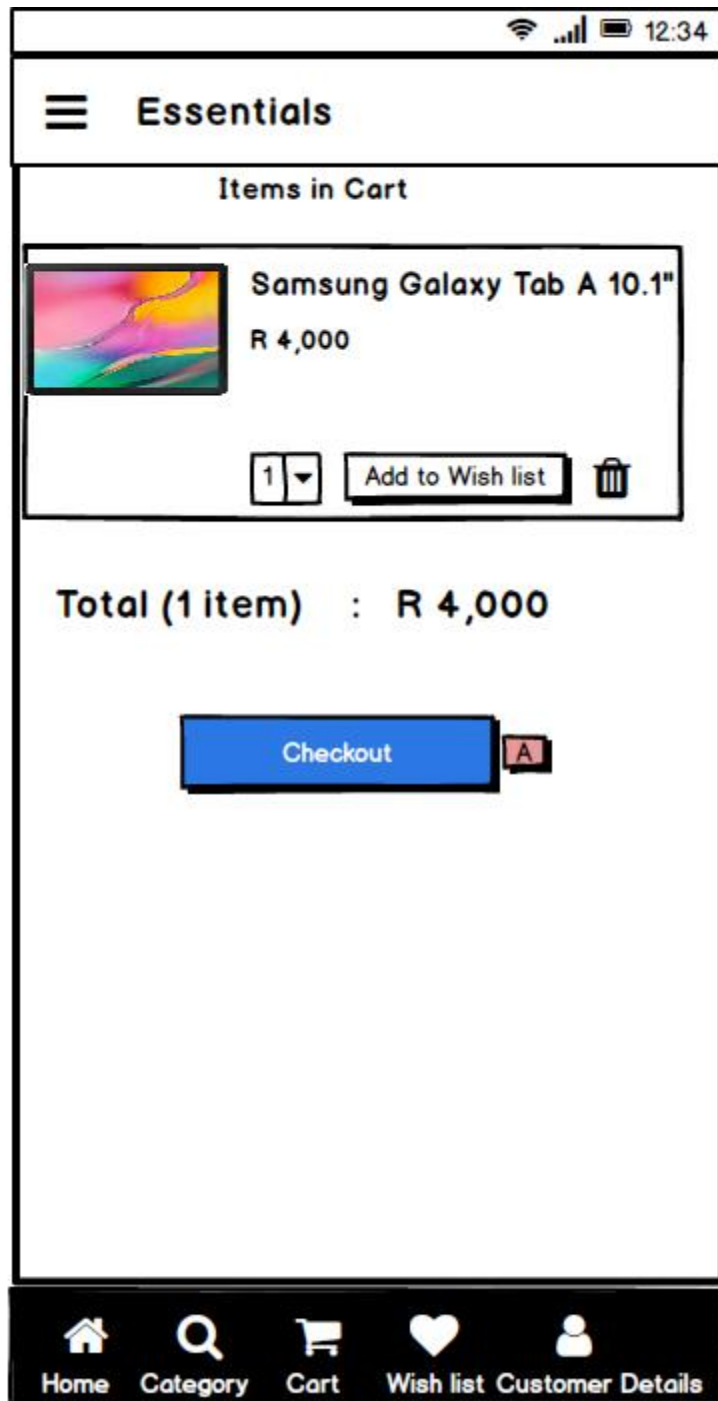 12:34
Essentials
Items in Cart
Samsung Galaxy Tab A 10.1"
R 4,000
1 Add to Wish list
Total (1 item) : R 4,000
Checkout A
Home Category Cart Wish list Customer Details